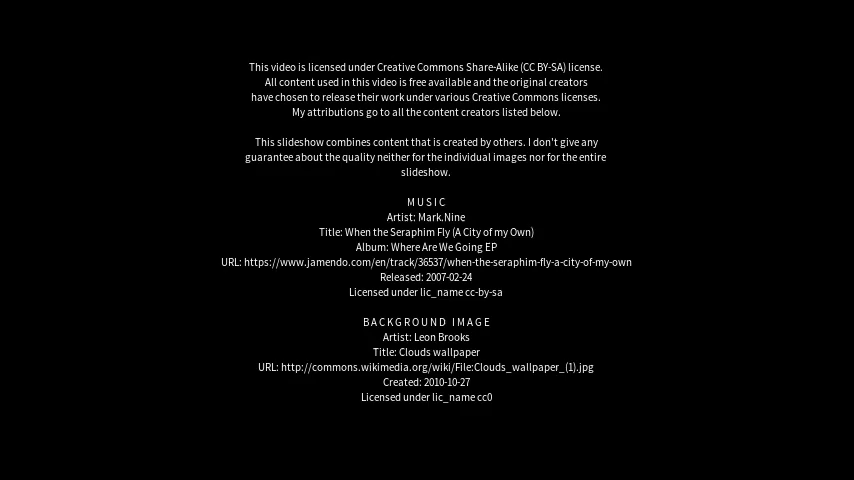 This video is licensed under Creative Commons Share-Alike (CC BY-SA) license.
All content used in this video is free available and the original creators
have chosen to release their work under various Creative Commons licenses.
My attributions go to all the content creators listed below.
This slideshow combines content that is created by others. I don't give any
guarantee about the quality neither for the individual images nor for the entire
slideshow.
MUSIC
Artist: Mark.Nine
Title: When the Seraphim Fly (A City of my Own)
Album: Where Are We Going EP
URL: https://www.jamendo.com/en/track/36537/when-the-seraphim-fly-a-city-of-my-own
Released: 2007-02-24
Licensed under lic_name cc-by-sa
BACKGROUND IMAGE
Artist: Leon Brooks
Title: Clouds wallpaper
URL: http://commons.wikimedia.org/wiki/File:Clouds_wallpaper_(1).jpg
Created: 2010-10-27
Licensed under lic_name cc0